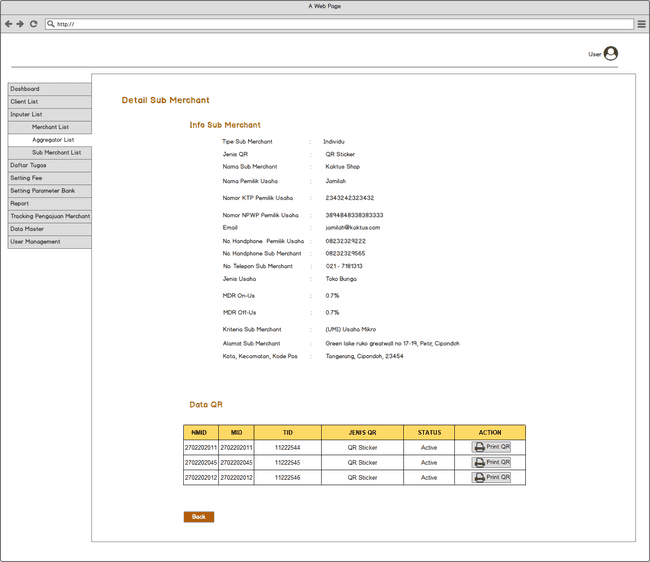 A Web Page
http://
User
Dashboard
Client List
Inputer List
Merchant List
Aggregator List
Sub Merchant List
Daftar Tugas
Setting Fee
Setting Parameter Bank
Report
Tracking Pengajuan Merchant
Data Master
User Management
Detail Sub Merchant
Info Sub Merchant
Tipe Sub Merchant : Individu
Jenis QR : QR Sticker
Nama Sub Merchant : Kaktus Shop
Nama Pemilik Usaha : Jamilah
Nomor KTP Pemilik Usaha : 2343242323432
Nomor NPWP Pemilik Usaha : 3894848338383333
Email : jamilah@kaktus.com
No. Handphone Pemilik Usaha : 08232329222
No. Handphone Sub Merchant : 08232329565
No. Telepon Sub Merchant : 021 - 7181313
Jenis Usaha : Toko Bunga
MDR On-Us : 0.7%
MDR Off-Us : 0.7%
Kriteria Sub Merchant : (UMI) Usaha Mikro
Alamat Sub Merchant : Green lake ruko greatwall no 17-19, Petir, Cipondoh
Kota, Kecamatan, Kode Pos : Tangerang, Cipondoh, 23454
Data QR
NMID MID TID JENIS QR STATUS ACTION
2702202011 2702202011 11222544 QR Sticker Active Print QR
2702202045 2702202045 11222545 QR Sticker Active Print QR
2702202012 2702202012 11222546 QR Sticker Active Print QR
Back